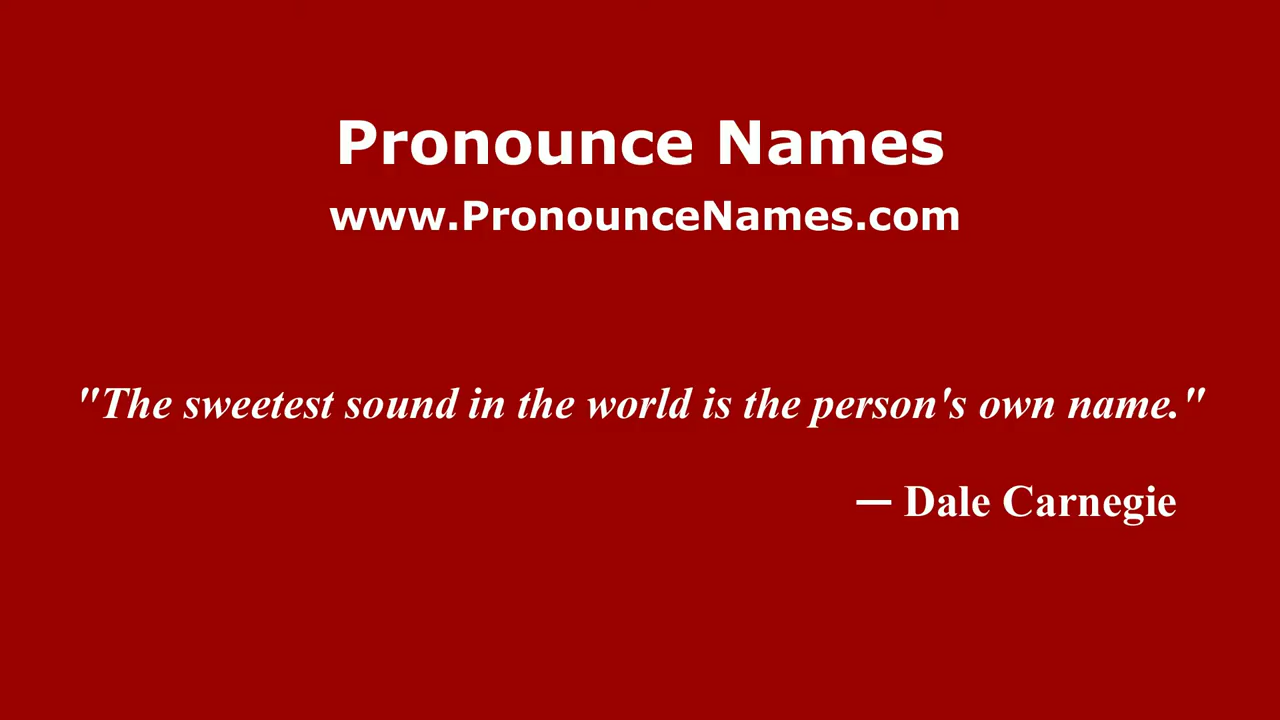 Pronounce Names
www.PronounceNames.com
"The sweetest sound in the world is the person's own name."
— Dale Carnegie